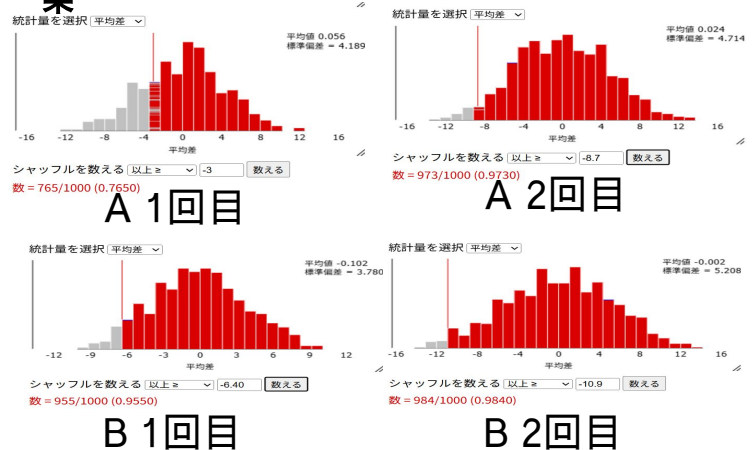 統計量を選択 平均差
平均値 0.056
標準偏差 = 4.189
-16 -12 -8 -4 0 4 8 12 16
平均差
シャッフルを数える 以上 ≥ -3 数える
数 = 765/1000 (0.7650)
A 1回目
統計量を選択 平均差
平均値 0.024
標準偏差 = 4.714
-16 -12 -8 -4 0 4 8 12 16
平均差
シャッフルを数える 以上 ≥ -8.7 数える
数 = 973/1000 (0.9730)
A 2回目
統計量を選択 平均差
平均値 -0.102
標準偏差 = 3.780
-12 -9 -6 -3 0 3 6 9 12
平均差
シャッフルを数える 以上 ≥ -6.40 数える
数 = 955/1000 (0.9550)
B 1回目
統計量を選択 平均差
平均値 -0.002
標準偏差 = 5.208
-16 -12 -8 -4 0 4 8 12 16
平均差
シャッフルを数える 以上 ≥ -10.9 数える
数 = 984/1000 (0.9840)
B 2回目